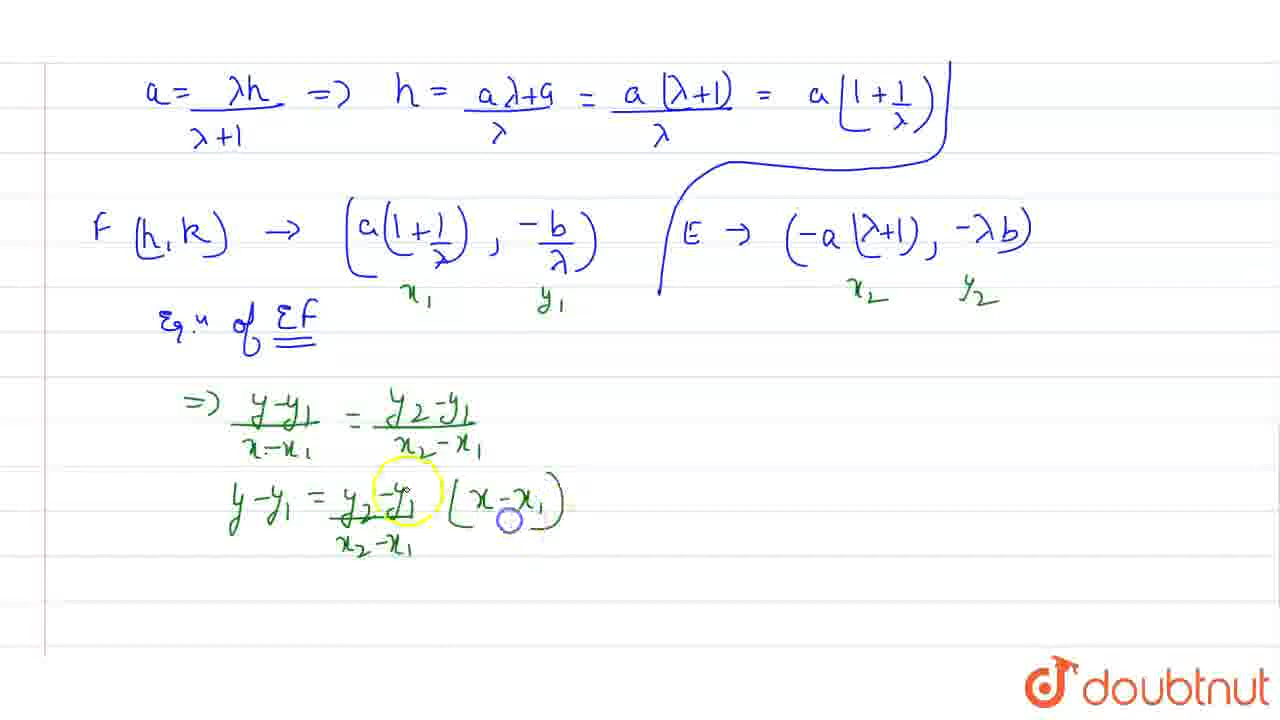 a = λh/(λ+1) ⇒ h = (aλ+a)/λ = a(λ+1)/λ = a(1+1/λ)
F (h,k) → (a(1+1/λ), -b/λ) E → (-a(λ+1), -λb)
x₁ y₁ x₂ y₂
Eq.ⁿ of EF
⇒ (y-y₁)/(x-x₁) = (y₂-y₁)/(x₂-x₁)
y-y₁ = (y₂-y₁)/(x₂-x₁) (x-x₁)
doubtnut